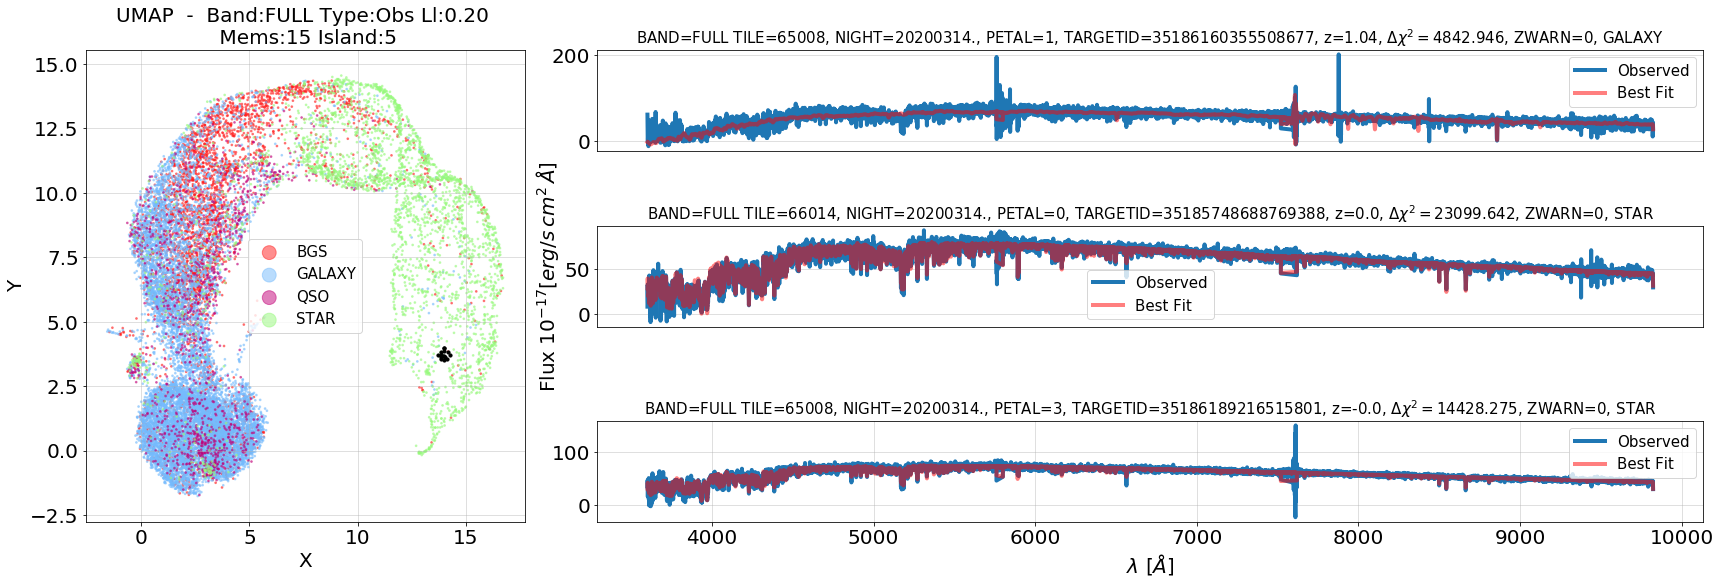 UMAP  -  Band:FULL Type:Obs Ll:0.20
Mems:15 Island:5
15.0
12.5
10.0
7.5
5.0
2.5
0.0
−2.5
Y
BGS
GALAXY
QSO
STAR
0
5
10
15
X
BAND=FULL TILE=65008, NIGHT=20200314., PETAL=1, TARGETID=35186160355508677, z=1.04, Δχ² = 4842.946, ZWARN=0, GALAXY
200
0
Observed
Best Fit
Flux 10⁻¹⁷[erg/s cm² Å]
BAND=FULL TILE=66014, NIGHT=20200314., PETAL=0, TARGETID=35185748688769388, z=0.0, Δχ² = 23099.642, ZWARN=0, STAR
50
0
Observed
Best Fit
BAND=FULL TILE=65008, NIGHT=20200314., PETAL=3, TARGETID=35186189216515801, z=-0.0, Δχ² = 14428.275, ZWARN=0, STAR
100
0
Observed
Best Fit
4000
5000
6000
7000
8000
9000
10000
λ [Å]